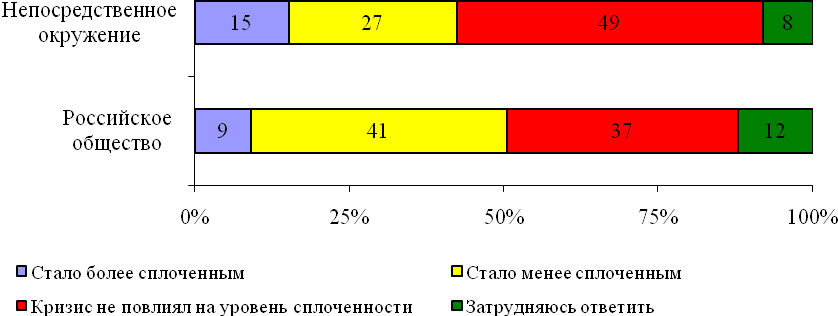 Непосредственное
окружение
15 27 49 8
Российское
общество
9 41 37 12
0% 25% 50% 75% 100%
Стало более сплоченным Стало менее сплоченным
Кризис не повлиял на уровень сплоченности Затрудняюсь ответить